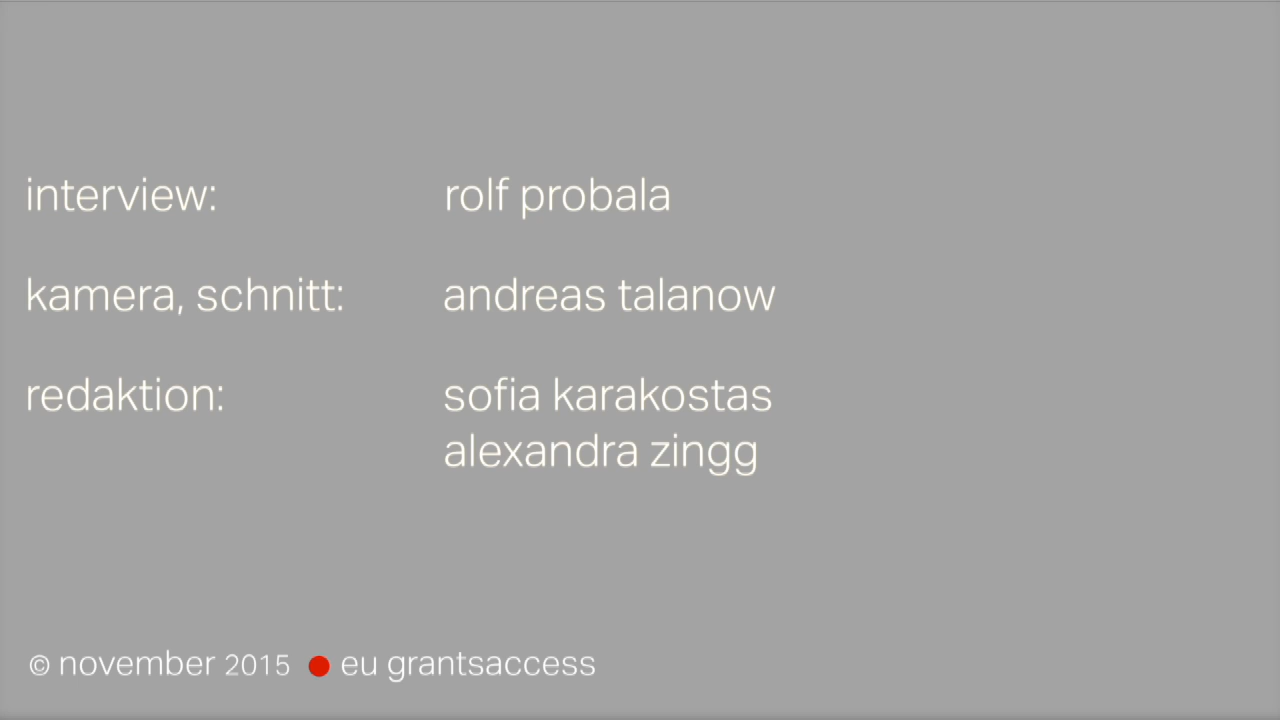 interview: rolf probala
kamera, schnitt: andreas talanow
redaktion: sofia karakostas
alexandra zingg
© november 2015 eu grantsaccess